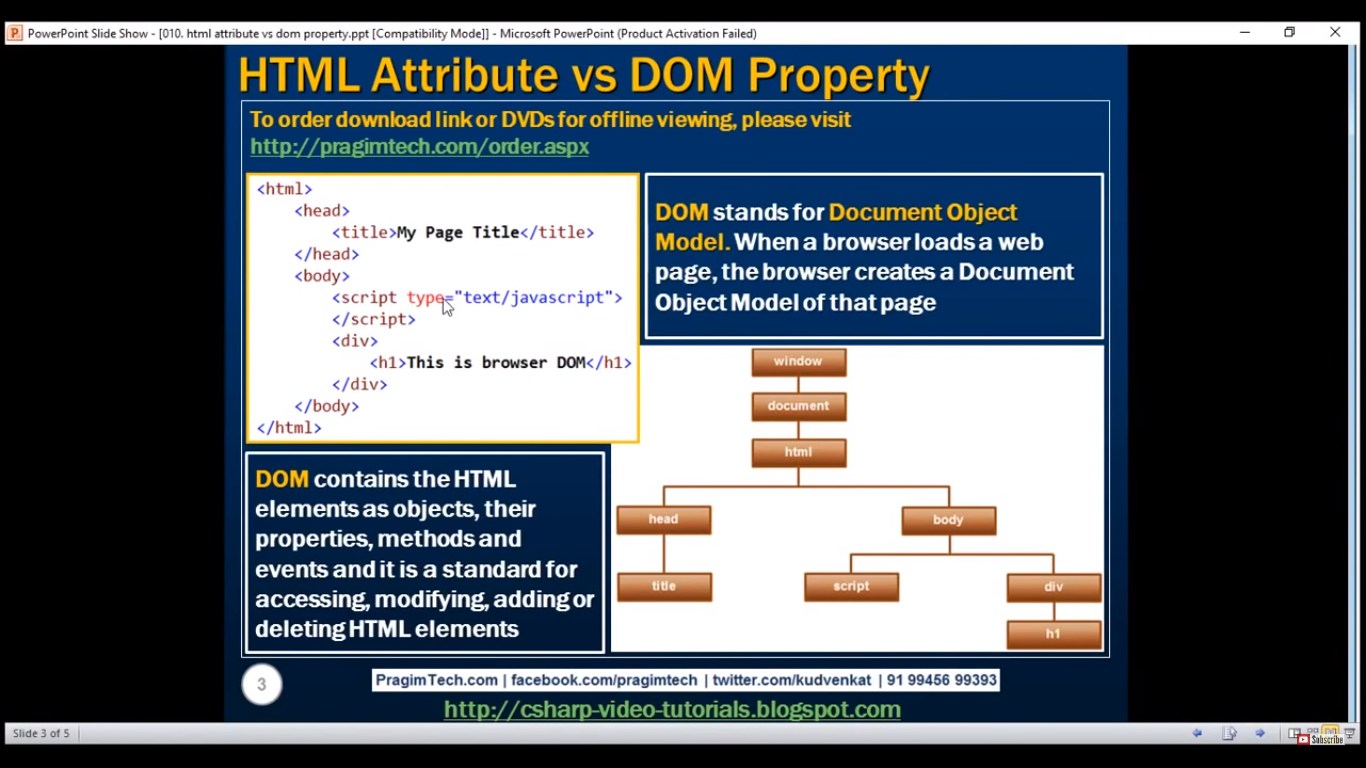 PowerPoint Slide Show - [010. html attribute vs dom property.ppt [Compatibility Mode]] - Microsoft PowerPoint (Product Activation Failed)
HTML Attribute vs DOM Property
To order download link or DVDs for offline viewing, please visit
http://pragimtech.com/order.aspx
<html>
<head>
<title>My Page Title</title>
</head>
<body>
<script type="text/javascript">
</script>
<div>
<h1>This is browser DOM</h1>
</div>
</body>
</html>
DOM stands for Document Object
Model. When a browser loads a web
page, the browser creates a Document
Object Model of that page
DOM contains the HTML
elements as objects, their
properties, methods and
events and it is a standard for
accessing, modifying, adding or
deleting HTML elements
window
document
html
head
body
title
script
div
h1
3
PragimTech.com | facebook.com/pragimtech | twitter.com/kudvenkat | 91 99456 99393
http://csharp-video-tutorials.blogspot.com
Slide 3 of 5
Subscribe